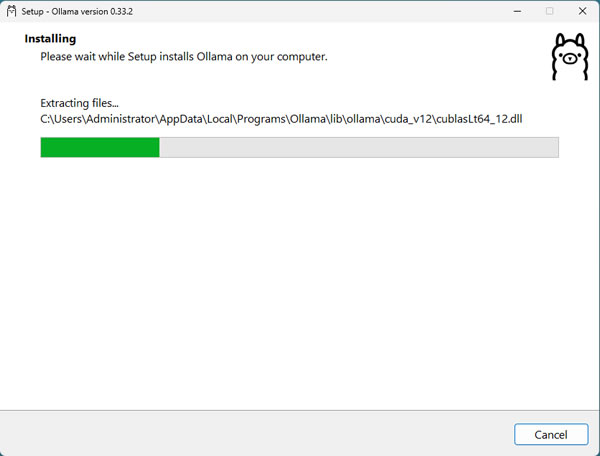 Setup - Ollama version 0.33.2
Installing
Please wait while Setup installs Ollama on your computer.
Extracting files...
C:\Users\Administrator\AppData\Local\Programs\Ollama\lib\ollama\cuda_v12\cublasLt64_12.dll
Cancel